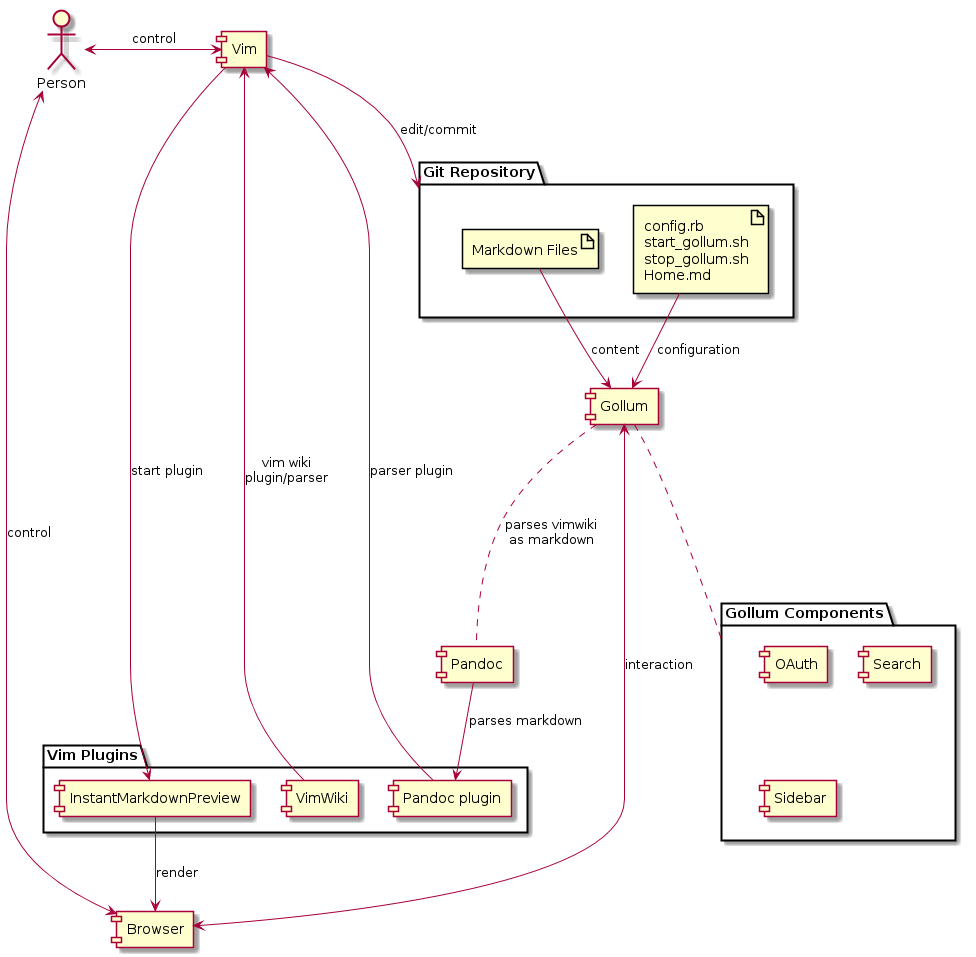 control
Vim
Person
edit/commit
Git Repository
config.rb
start_gollum.sh
stop_gollum.sh
Home.md
Markdown Files
content
configuration
Gollum
vim wiki
plugin/parser
start plugin
parser plugin
control
parses vimwiki
as markdown
Gollum Components
Pandoc
interaction
OAuth
Search
parses markdown
Vim Plugins
InstantMarkdownPreview
VimWiki
Pandoc plugin
Sidebar
render
Browser